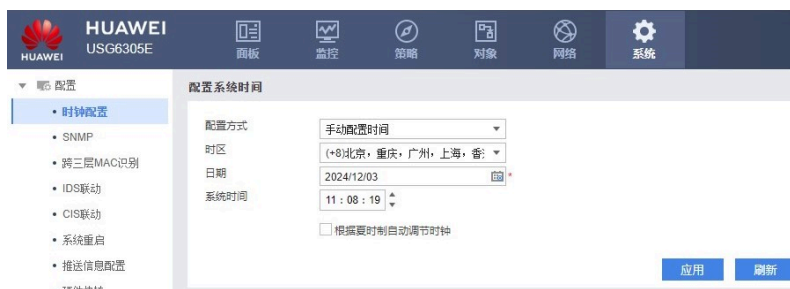 HUAWEI
HUAWEI
USG6305E
面板
监控
策略
对象
网络
系统
配置
时钟配置
SNMP
跨三层MAC识别
IDS联动
CIS联动
系统重启
推送信息配置
配置系统时间
配置方式
手动配置时间
时区
(+8)北京，重庆，广州，上海，香
日期
2024/12/03
*
系统时间
11 : 08 : 19
根据夏时制自动调节时钟
应用
刷新